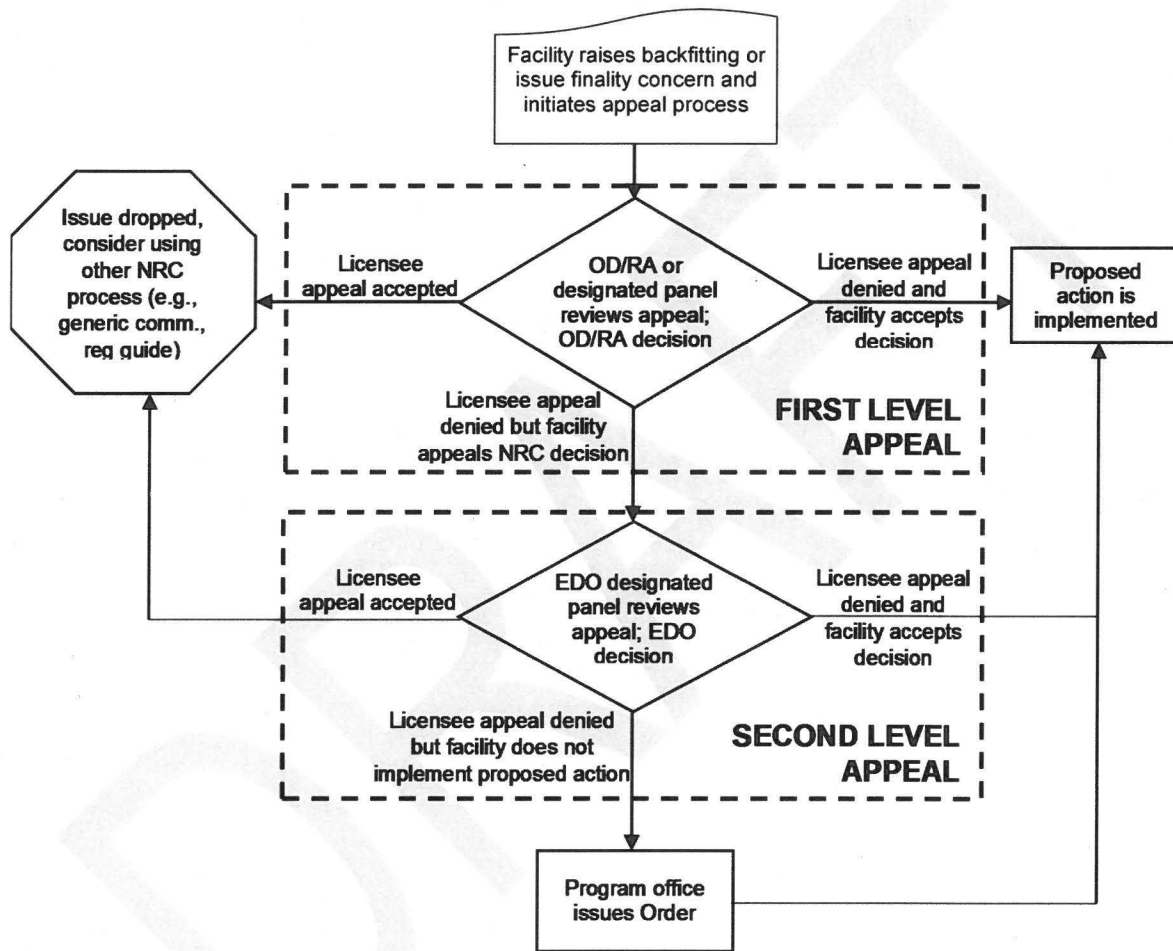 Facility raises backfitting or
issue finality concern and
initiates appeal process
Issue dropped,
consider using
other NRC
process (e.g.,
generic comm.,
reg guide)
Licensee
appeal accepted
OD/RA or
designated panel
reviews appeal;
OD/RA decision
Licensee appeal
denied and
facility accepts
decision
Proposed
action is
implemented
Licensee appeal
denied but facility
appeals NRC decision
FIRST LEVEL
APPEAL
Licensee
appeal accepted
EDO designated
panel reviews
appeal; EDO
decision
Licensee appeal
denied and
facility accepts
decision
Licensee appeal denied
but facility does not
implement proposed action
SECOND LEVEL
APPEAL
Program office
issues Order
DRAFT